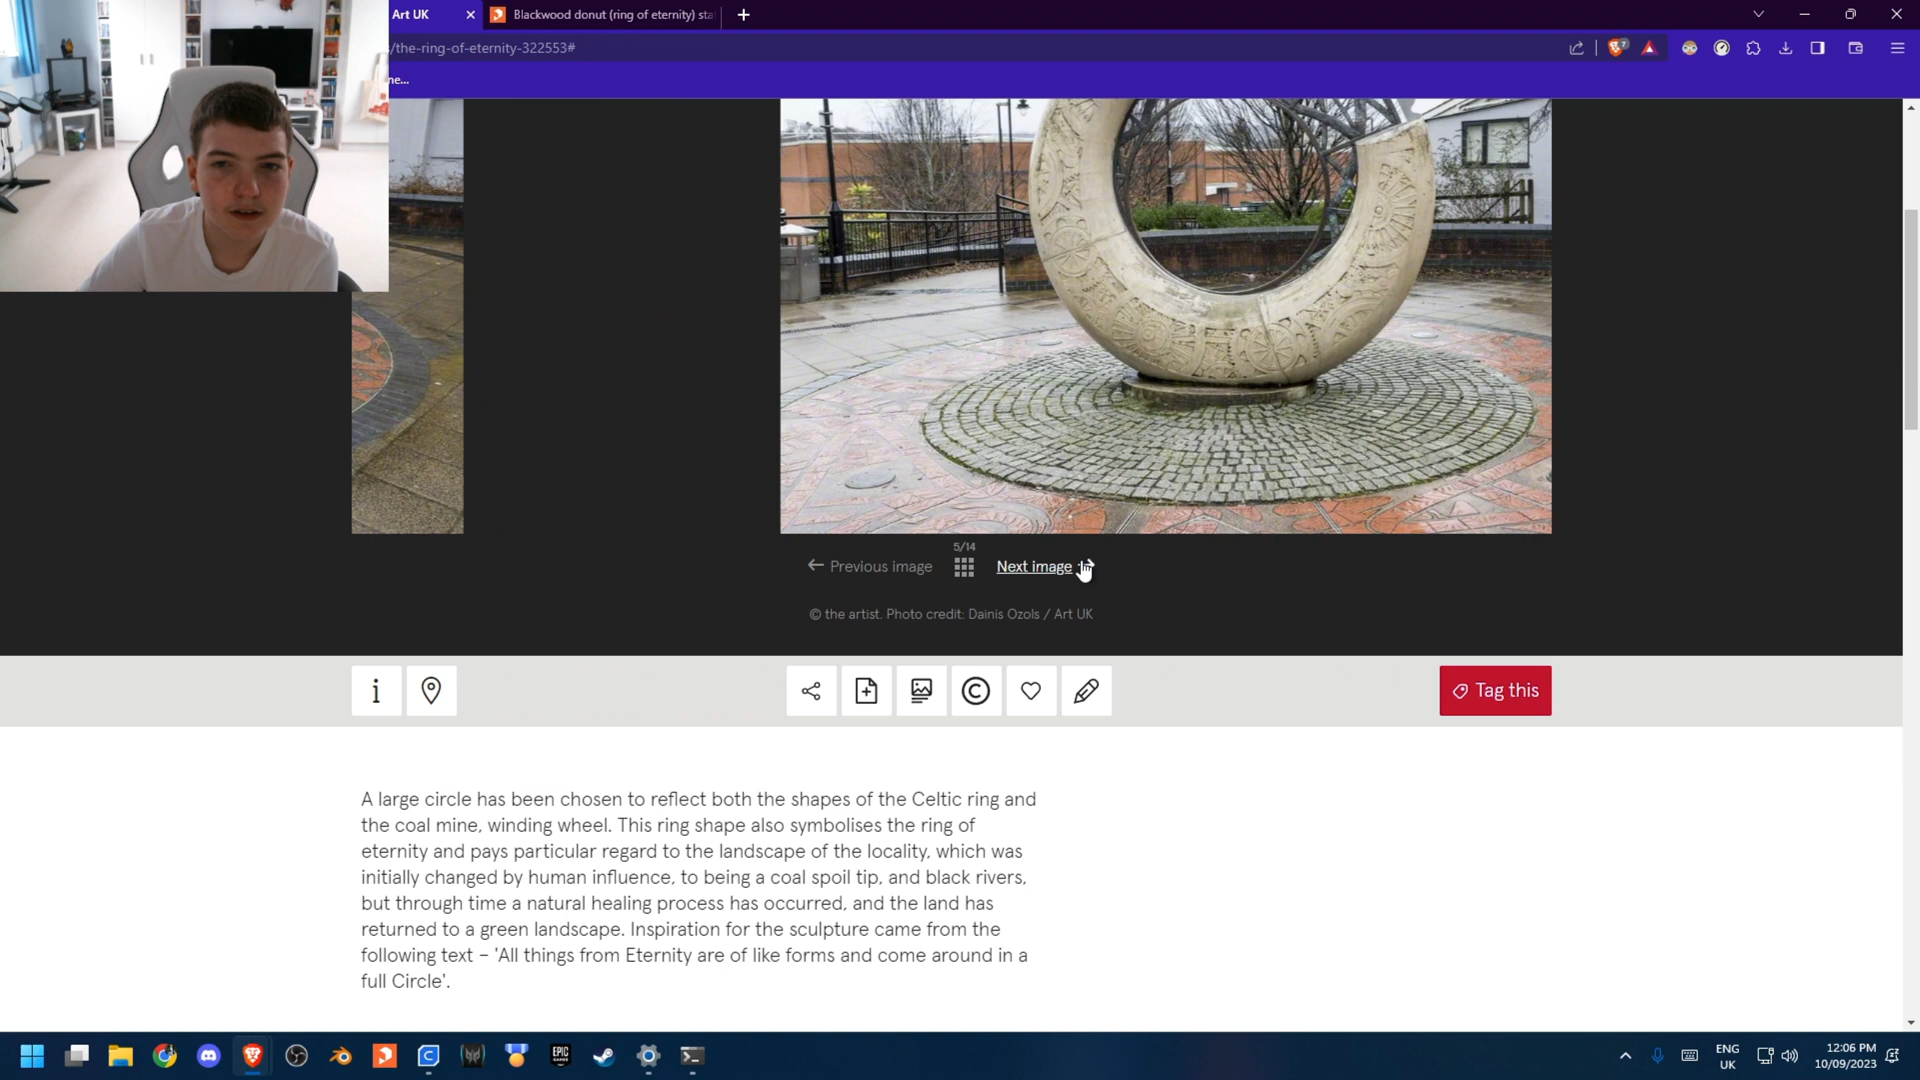 Art UK
Blackwood donut (ring of eternity) sta
/the-ring-of-eternity-322553#
ne...
5/14
Previous image
Next image
© the artist. Photo credit: Dainis Ozols / Art UK
Tag this
A large circle has been chosen to reflect both the shapes of the Celtic ring and
the coal mine, winding wheel. This ring shape also symbolises the ring of
eternity and pays particular regard to the landscape of the locality, which was
initially changed by human influence, to being a coal spoil tip, and black rivers,
but through time a natural healing process has occurred, and the land has
returned to a green landscape. Inspiration for the sculpture came from the
following text – 'All things from Eternity are of like forms and come around in a
full Circle'.
EPIC
GAMES
ENG
UK
12:06 PM
10/09/2023